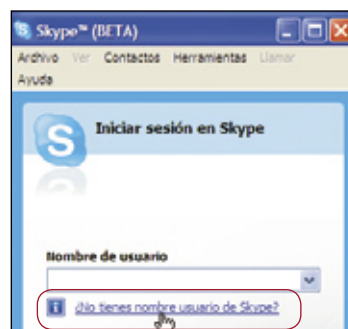 Skype™ (BETA)
Archivo Ver Contactos Herramientas Llamar
Ayuda
Iniciar sesión en Skype
Nombre de usuario
¿No tienes nombre usuario de Skype?